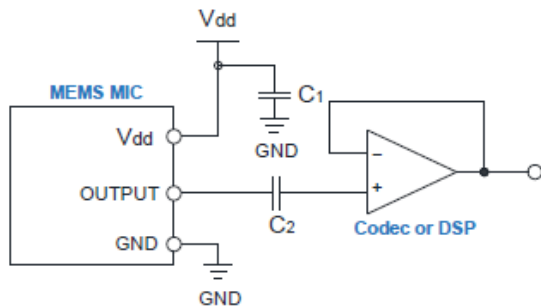 Vdd
MEMS MIC
C1
Vdd
GND
−
OUTPUT
+
C2
Codec or DSP
GND
GND